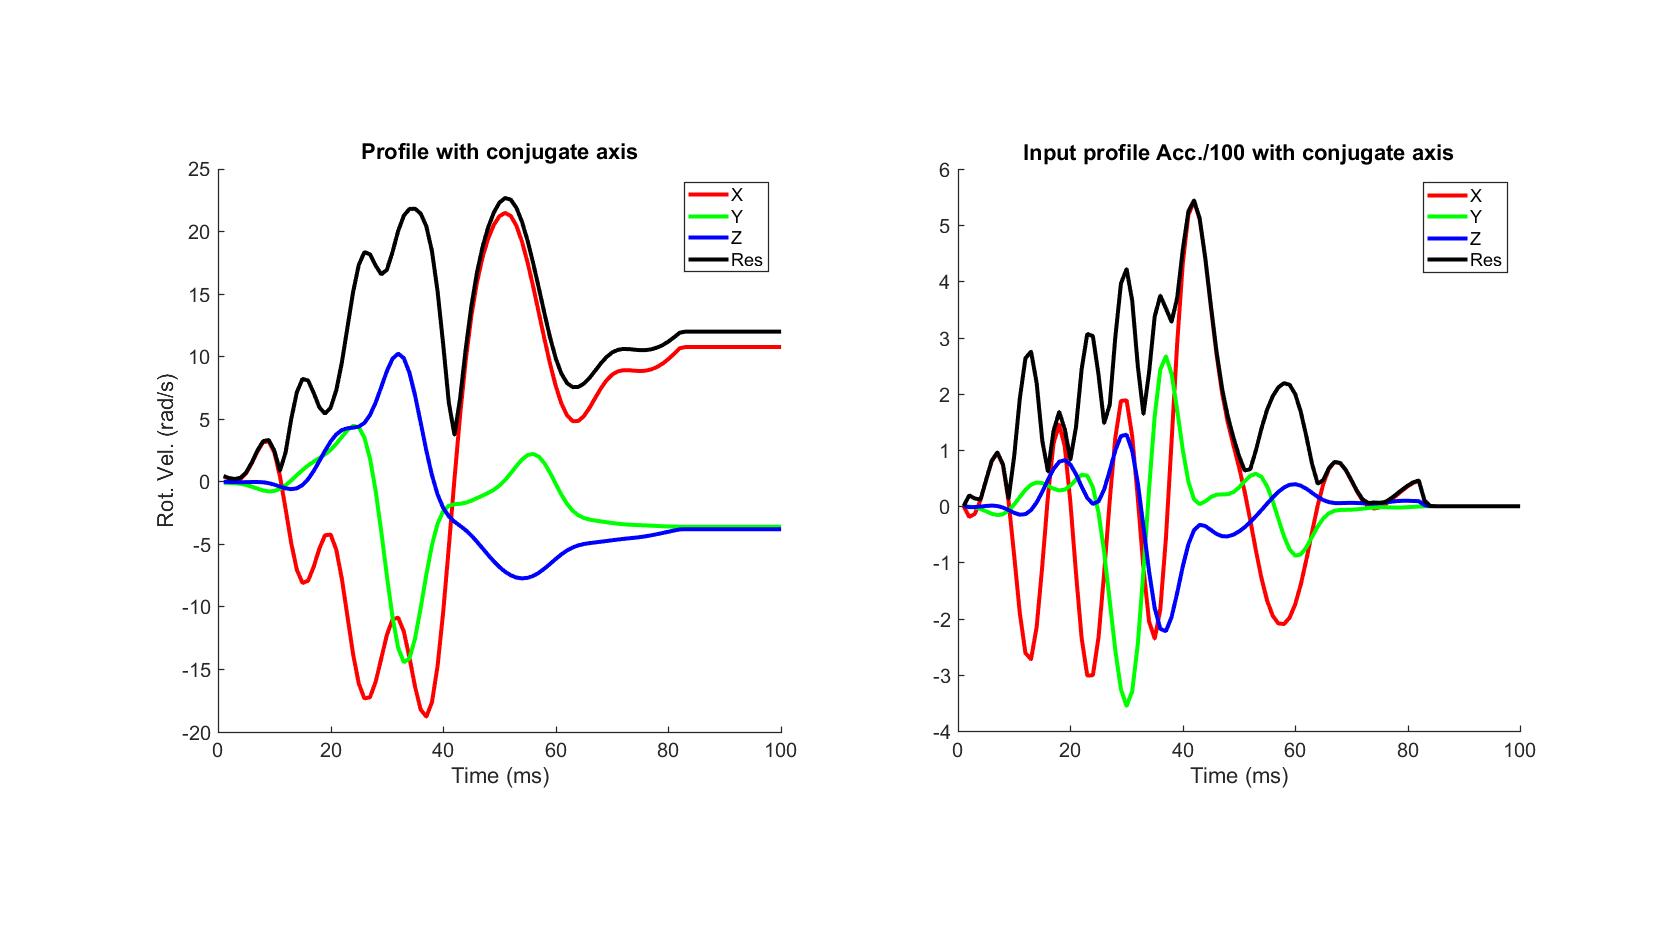 Profile with conjugate axis
25
20
15
10
5
0
-5
-10
-15
-20
Rot. Vel. (rad/s)
X
Y
Z
Res
0 20 40 60 80 100
Time (ms)
Input profile Acc./100 with conjugate axis
6
5
4
3
2
1
0
-1
-2
-3
-4
X
Y
Z
Res
0 20 40 60 80 100
Time (ms)